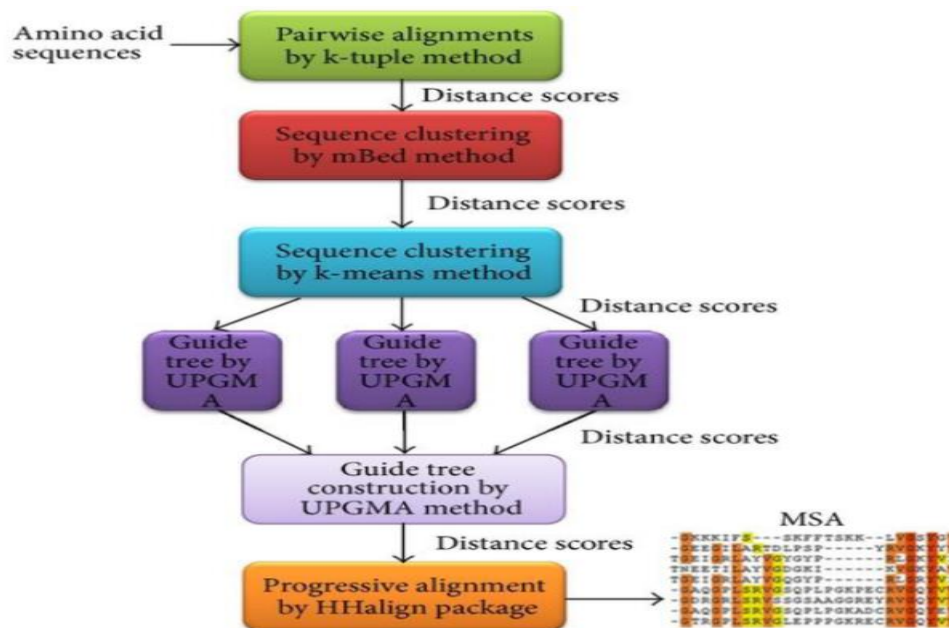 Amino acid
sequences
Pairwise alignments
by k-tuple method
Distance scores
Sequence clustering
by mBed method
Distance scores
Sequence clustering
by k-means method
Distance scores
Guide
tree by
UPGM
A
Guide
tree by
UPGM
A
Guide
tree by
UPGM
A
Distance scores
Guide tree
construction by
UPGMA method
Distance scores
Progressive alignment
by HHalign package
MSA